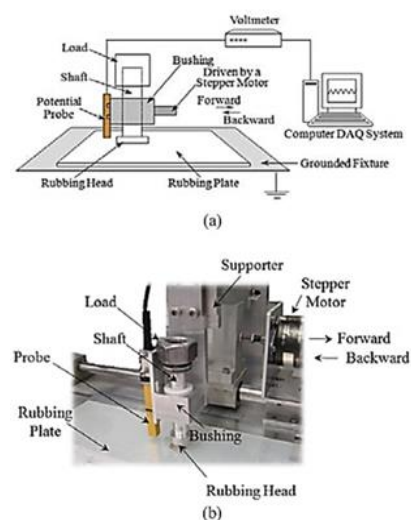 Voltmeter
Load
Bushing
Shaft
Driven by a
Stepper Motor
Potential
Probe
Forward
Backward
Computer DAQ System
Rubbing Head
Rubbing Plate
Grounded Fixture
(a)
Supporter
Load
Stepper
Motor
Shaft
Forward
Probe
Backward
Rubbing
Plate
Bushing
Rubbing Head
(b)